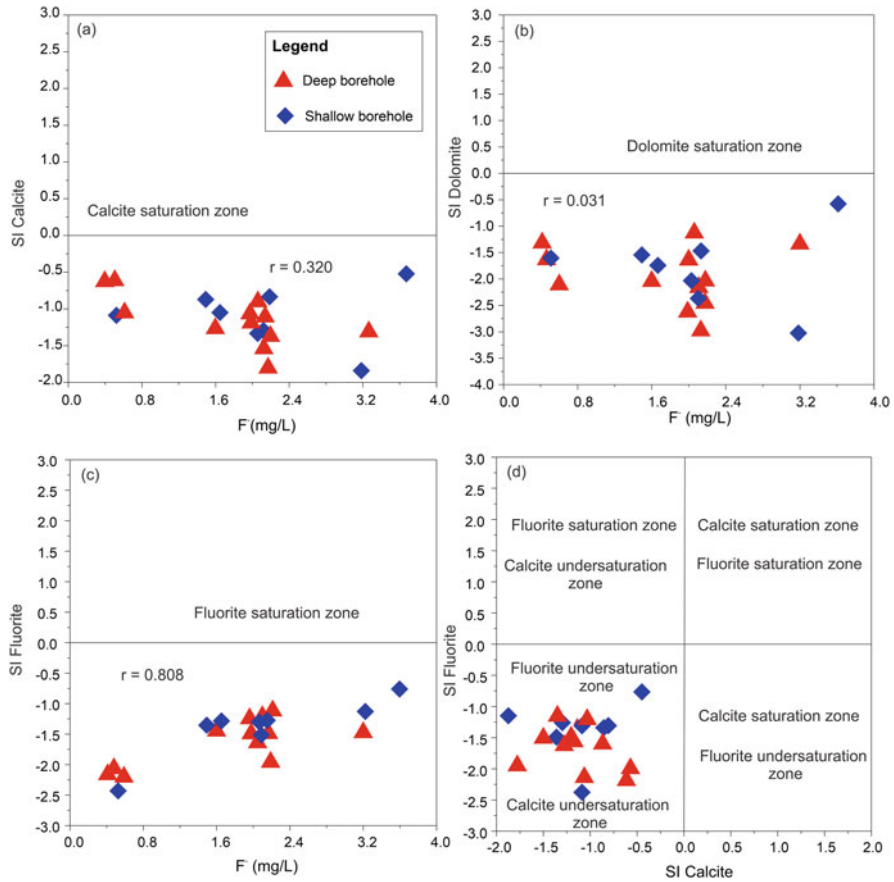 (a)
Legend
Deep borehole
Shallow borehole
3.0
2.5
2.0
1.5
1.0
0.5
0.0
-0.5
-1.0
-1.5
-2.0
SI Calcite
Calcite saturation zone
r = 0.320
0.0 0.8 1.6 2.4 3.2 4.0
F⁻(mg/L)
(b)
3.0
2.5
2.0
1.5
1.0
0.5
0.0
-0.5
-1.0
-1.5
-2.0
-2.5
-3.0
-3.5
-4.0
SI Dolomite
Dolomite saturation zone
r = 0.031
0.0 0.8 1.6 2.4 3.2 4.0
F⁻ (mg/L)
(c)
3.0
2.5
2.0
1.5
1.0
0.5
0.0
-0.5
-1.0
-1.5
-2.0
-2.5
-3.0
SI Fluorite
Fluorite saturation zone
r = 0.808
0.0 0.8 1.6 2.4 3.2 4.0
F⁻ (mg/L)
(d)
3.0
2.5
2.0
1.5
1.0
0.5
0.0
-0.5
-1.0
-1.5
-2.0
-2.5
-3.0
SI Fluorite
Fluorite saturation zone
Calcite undersaturation
zone
Calcite saturation zone
Fluorite saturation zone
Fluorite undersaturation
zone
Calcite undersaturation
zone
Calcite saturation zone
Fluorite undersaturation
zone
-2.0 -1.5 -1.0 -0.5 0.0 0.5 1.0 1.5 2.0
SI Calcite